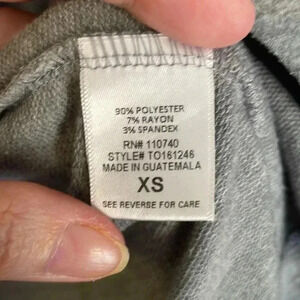 90% POLYESTER
7% RAYON
3% SPANDEX
RN# 110740
STYLE# TO161246
MADE IN GUATEMALA
XS
SEE REVERSE FOR CARE